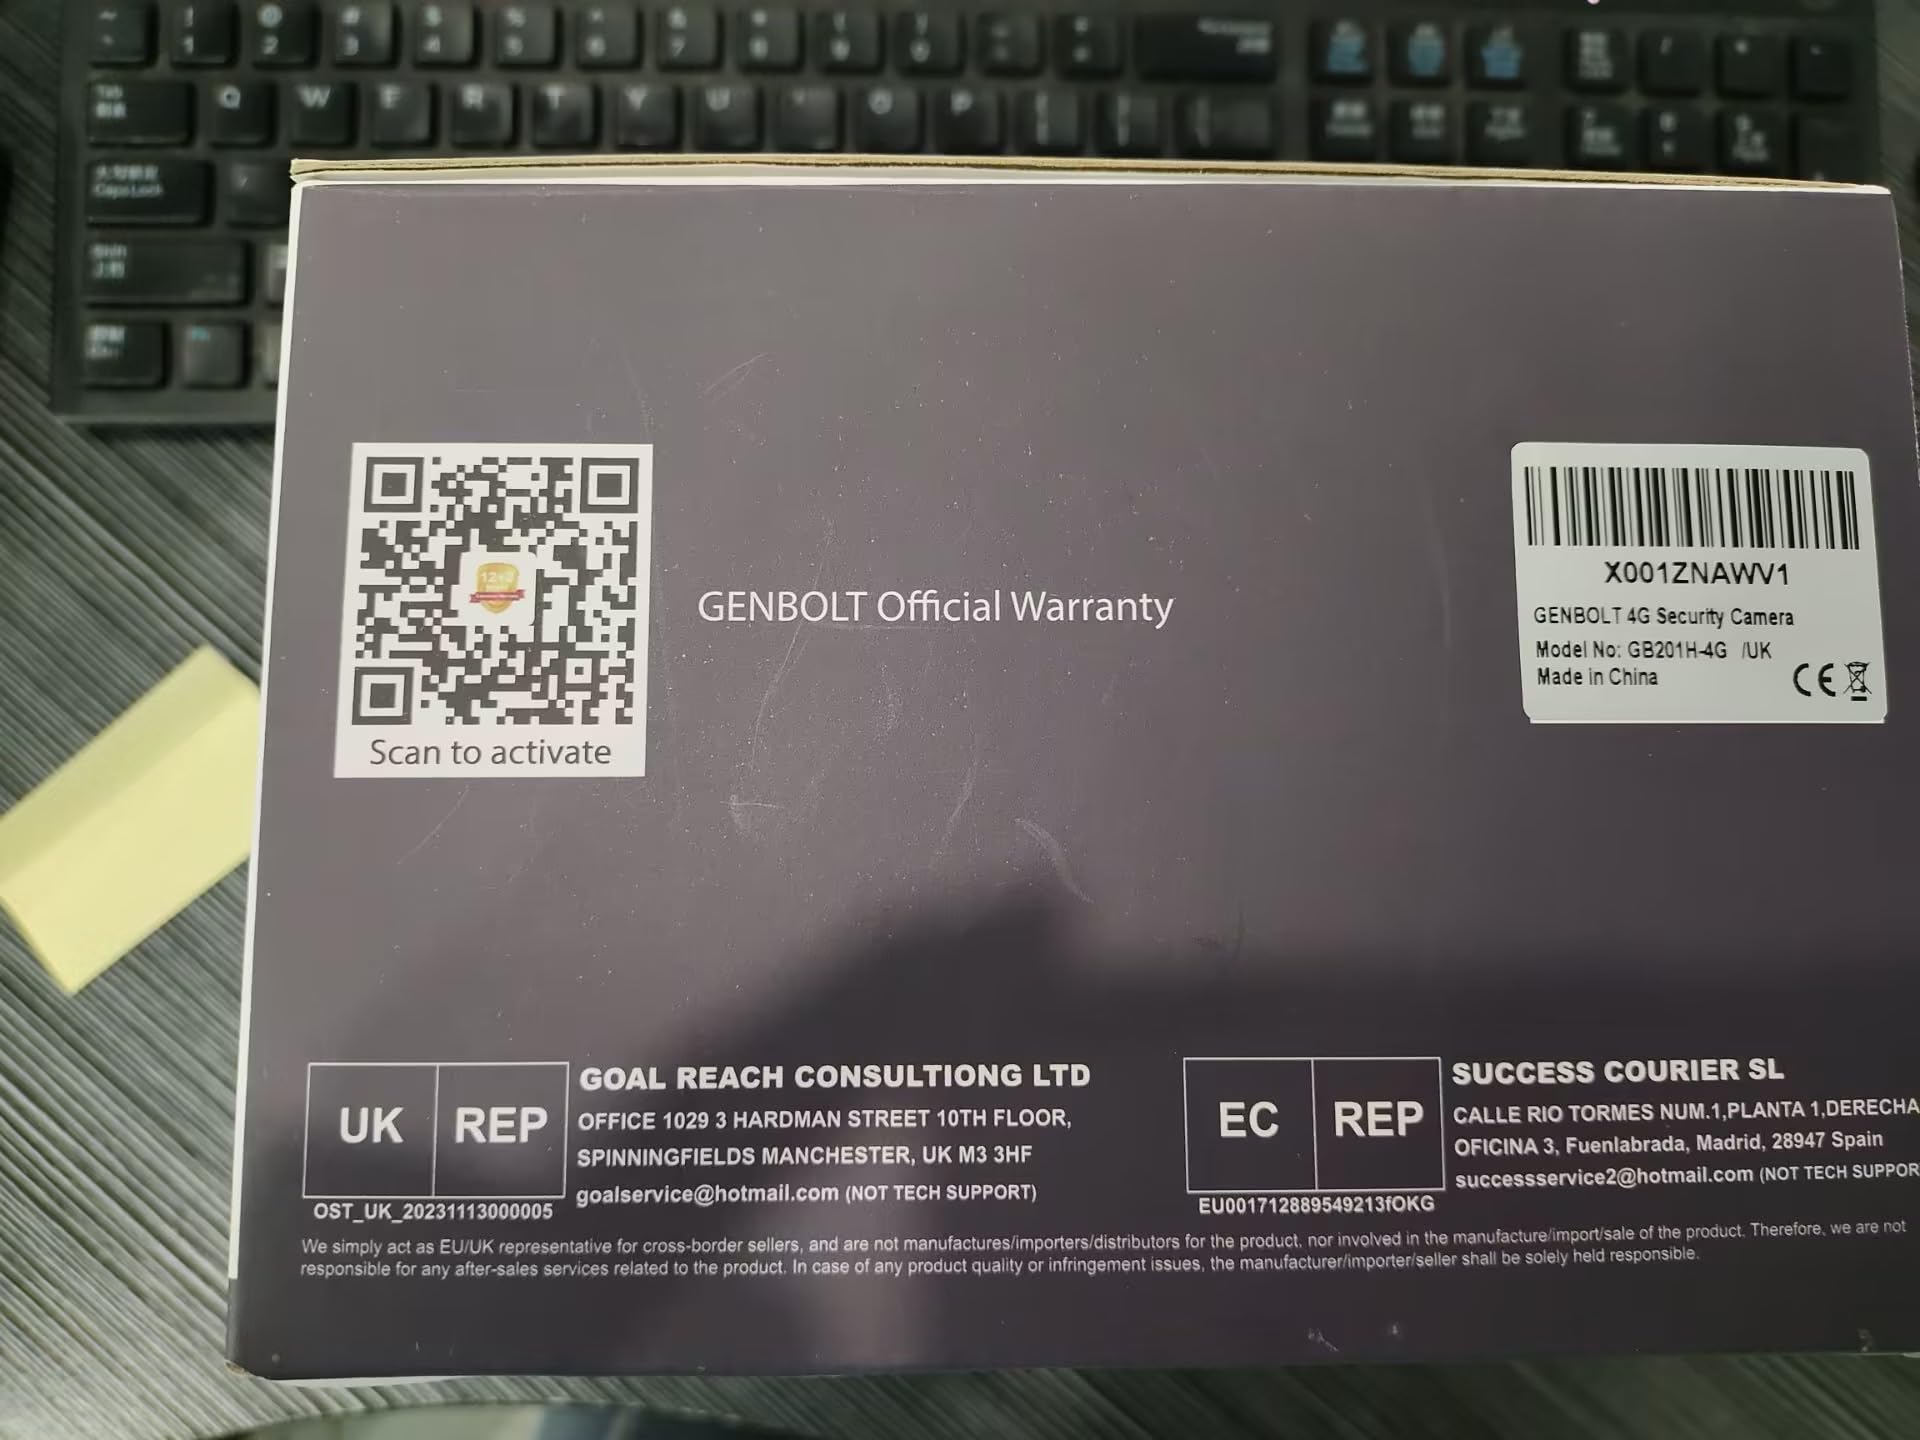 Q W E R T Y U O P
Caps Lock
GENBOLT Official Warranty
Scan to activate
X001ZNAWV1
GENBOLT 4G Security Camera
Model No: GB201H-4G /UK
Made in China
CE
UK REP
GOAL REACH CONSULTIONG LTD
OFFICE 1029 3 HARDMAN STREET 10TH FLOOR,
SPINNINGFIELDS MANCHESTER, UK M3 3HF
goalservice@hotmail.com (NOT TECH SUPPORT)
OST_UK_20231113000005
EC REP
SUCCESS COURIER SL
CALLE RIO TORMES NUM.1,PLANTA 1,DERECHA
OFICINA 3, Fuenlabrada, Madrid, 28947 Spain
successservice2@hotmail.com (NOT TECH SUPPOR
EU001712889549213fOKG
We simply act as EU/UK representative for cross-border sellers, and are not manufactures/importers/distributors for the product, nor involved in the manufacture/import/sale of the product. Therefore, we are not
responsible for any after-sales services related to the product. In case of any product quality or infringement issues, the manufacturer/importer/seller shall be solely held responsible.